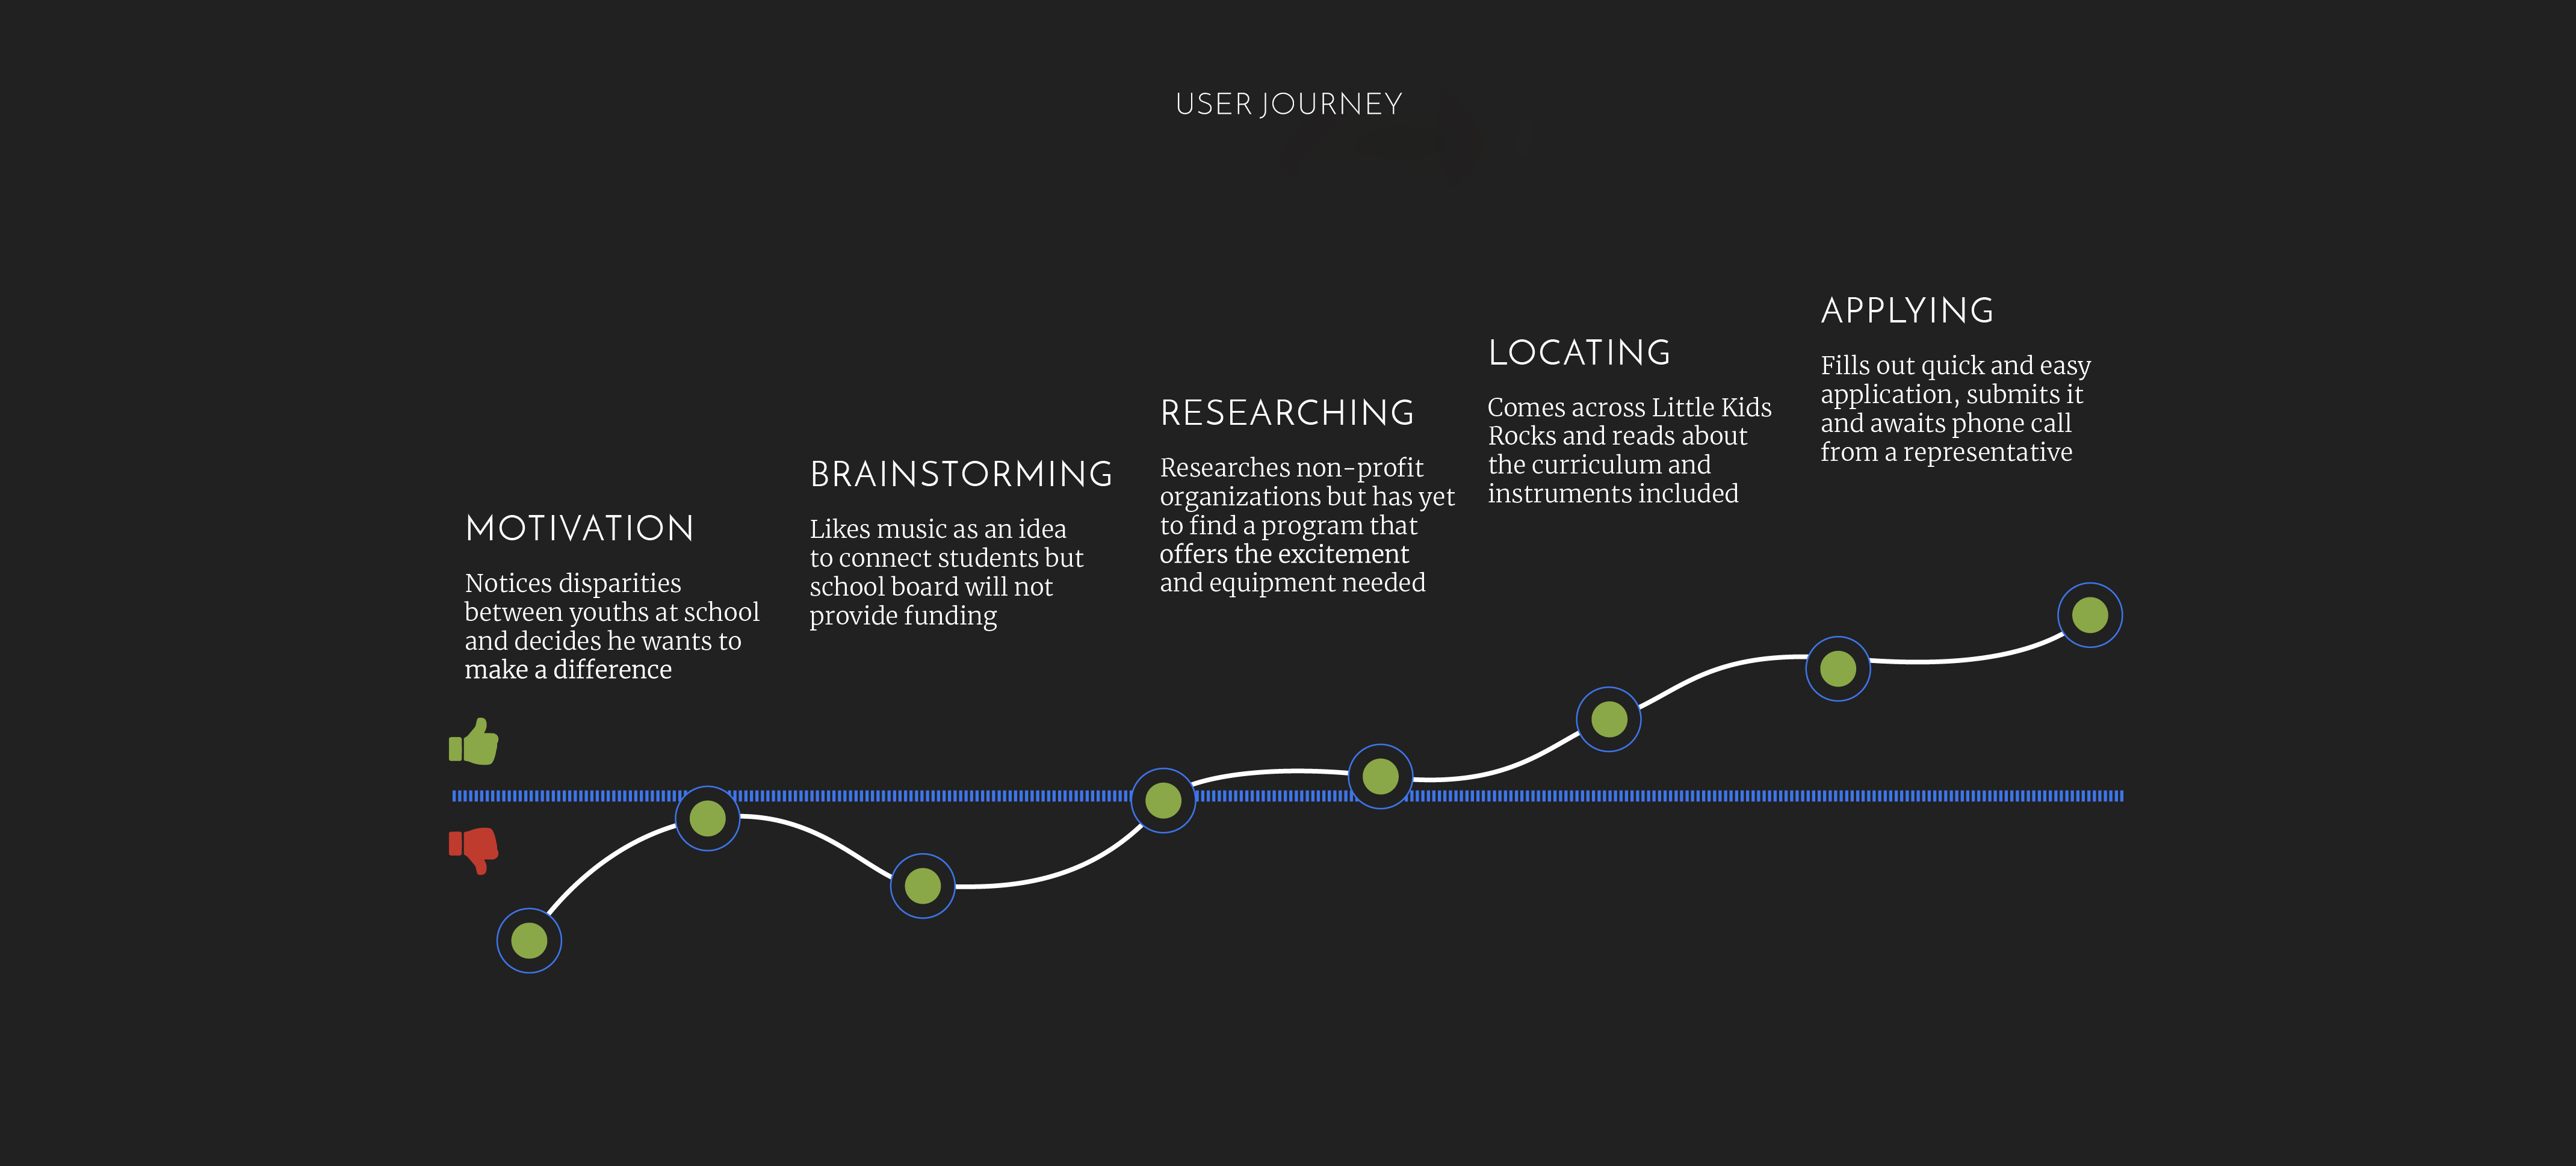 USER JOURNEY
MOTIVATION
Notices disparities
between youths at school
and decides he wants to
make a difference
BRAINSTORMING
Likes music as an idea
to connect students but
school board will not
provide funding
RESEARCHING
Researches non-profit
organizations but has yet
to find a program that
offers the excitement
and equipment needed
LOCATING
Comes across Little Kids
Rocks and reads about
the curriculum and
instruments included
APPLYING
Fills out quick and easy
application, submits it
and awaits phone call
from a representative